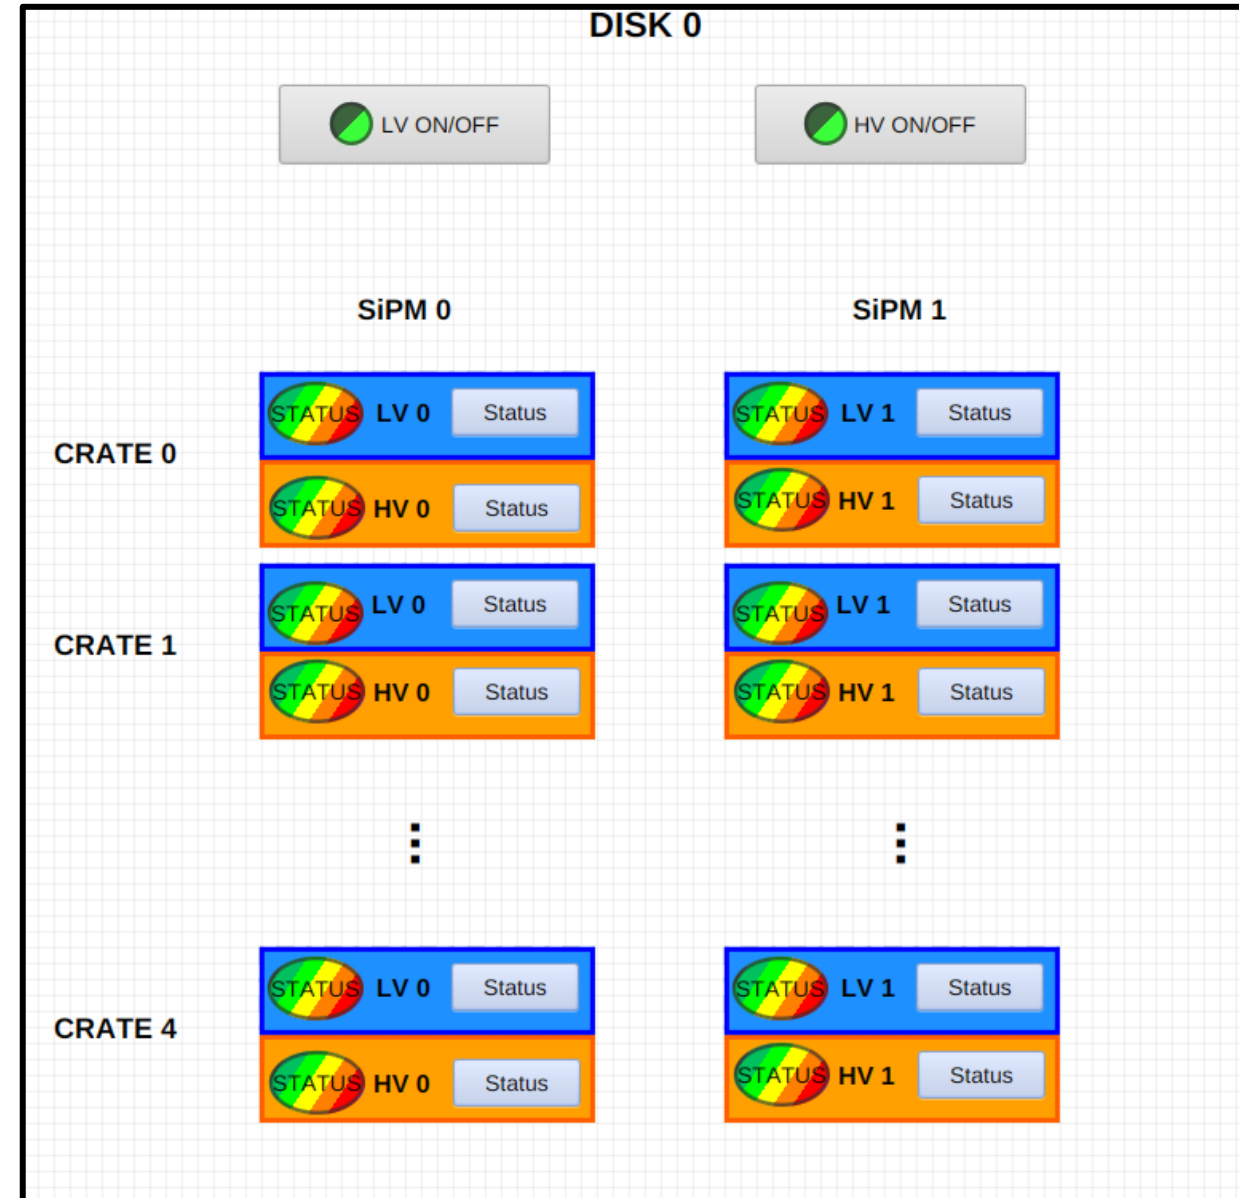 DISK 0
LV ON/OFF HV ON/OFF
SiPM 0 SiPM 1
STATUS LV 0 Status STATUS LV 1 Status
CRATE 0
STATUS HV 0 Status STATUS HV 1 Status
STATUS LV 0 Status STATUS LV 1 Status
CRATE 1
STATUS HV 0 Status STATUS HV 1 Status
STATUS LV 0 Status STATUS LV 1 Status
CRATE 4
STATUS HV 0 Status STATUS HV 1 Status